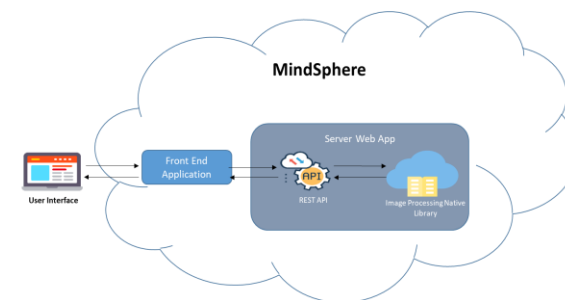 MindSphere
Server Web App
Front End
Application
API
User Interface
REST API
Image Processing Native
Library